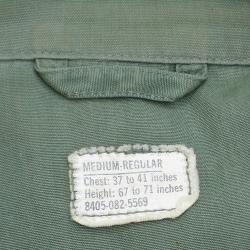 MEDIUM-REGULAR
Chest: 37 to 41 inches
Height: 67 to 71 inches
8405-082-5569